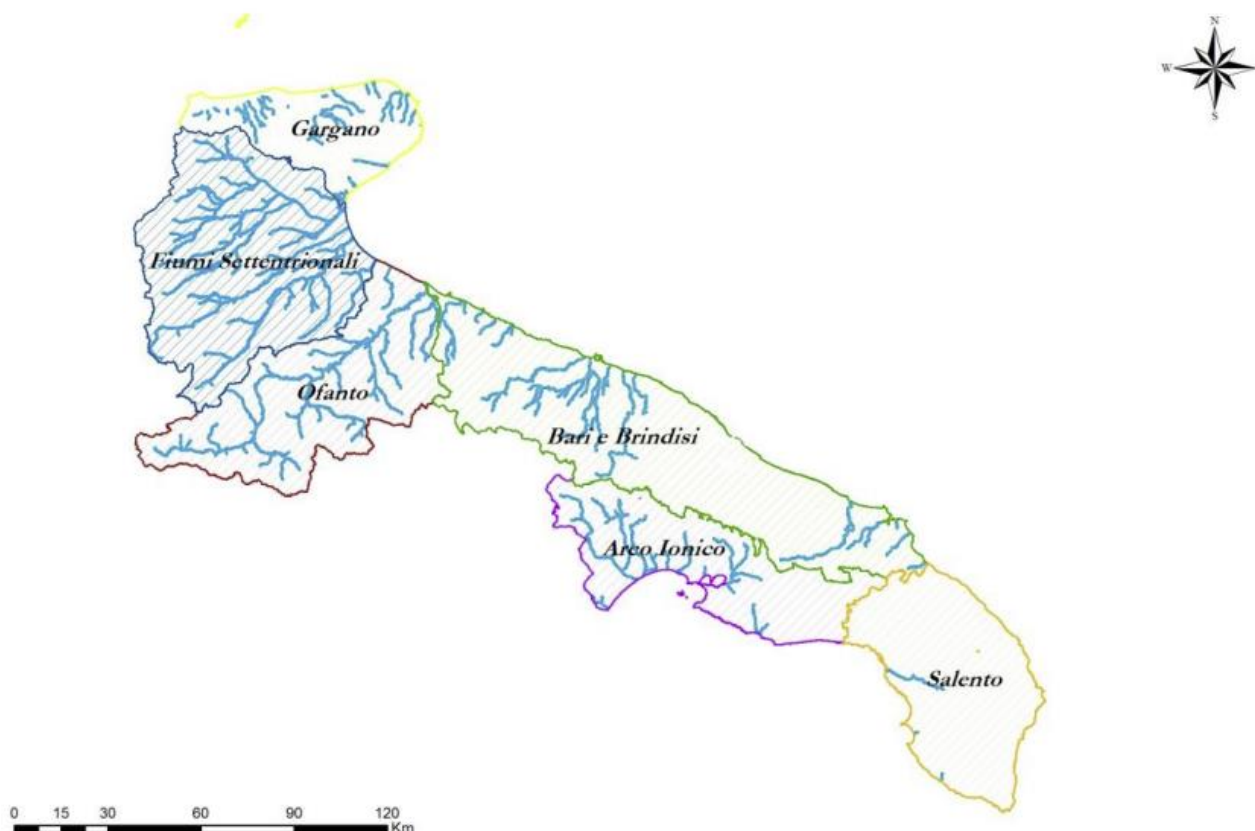 N
W
S
Gargano
Fiumi Settentrionali
Ofanto
Bari e Brindisi
Arco Ionico
Salento
0 15 30 60 90 120
Km